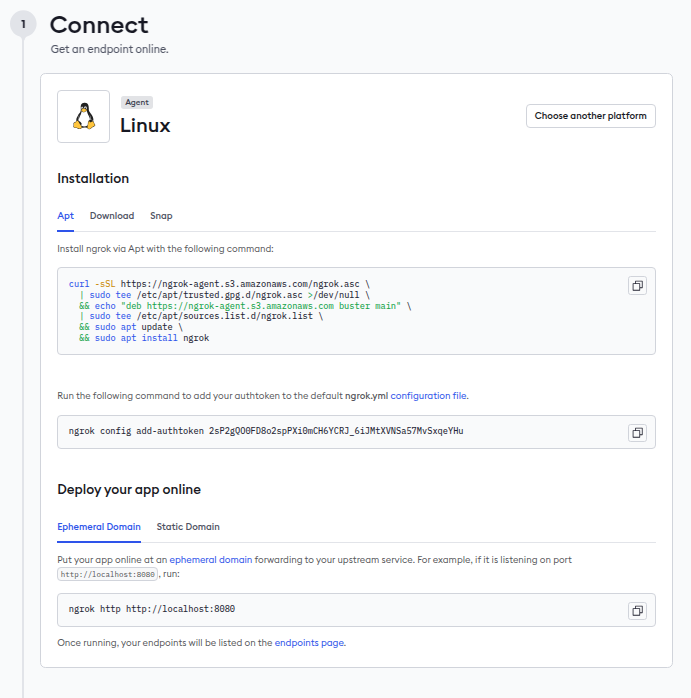 1
Connect
Get an endpoint online.
Agent
Linux
Choose another platform
Installation
Apt Download Snap
Install ngrok via Apt with the following command:
curl -sSL https://ngrok-agent.s3.amazonaws.com/ngrok.asc \
| sudo tee /etc/apt/trusted.gpg.d/ngrok.asc >/dev/null \
&& echo "deb https://ngrok-agent.s3.amazonaws.com buster main" \
| sudo tee /etc/apt/sources.list.d/ngrok.list \
&& sudo apt update \
&& sudo apt install ngrok
Run the following command to add your authtoken to the default ngrok.yml configuration file.
ngrok config add-authtoken 2sP2gQO0FD8o2spPXi0mCH6YCRJ_6iJMtXVNSa57MvSxqeYHu
Deploy your app online
Ephemeral Domain Static Domain
Put your app online at an ephemeral domain forwarding to your upstream service. For example, if it is listening on port
http://localhost:8080, run:
ngrok http http://localhost:8080
Once running, your endpoints will be listed on the endpoints page.